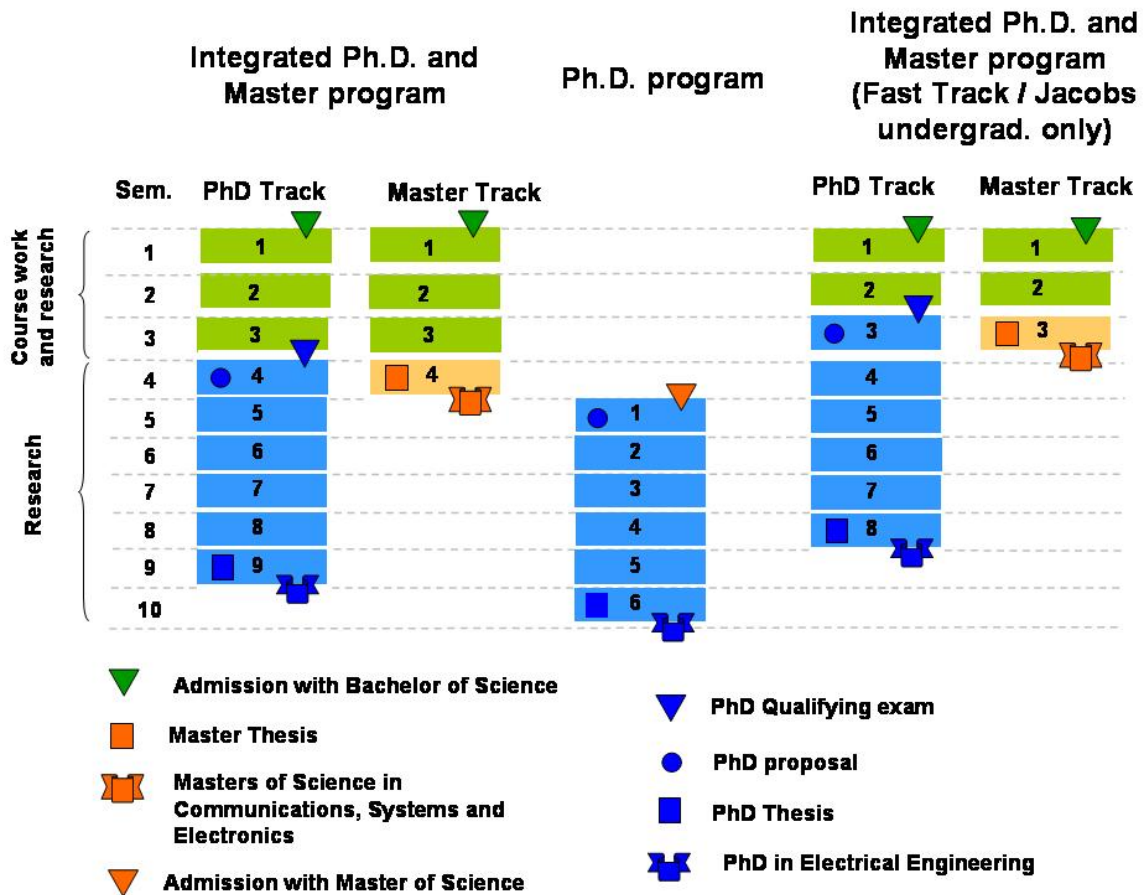 Integrated Ph.D. and
Master program
Ph.D. program
Integrated Ph.D. and
Master program
(Fast Track / Jacobs
undergrad. only)
Sem. PhD Track Master Track PhD Track Master Track
Course work
and research
Research
1 1 1 1 1
2 2 2 2 2
3 3 3 3 3
4 4 4 4
5 5 1 5
6 6 2 6
7 7 3 7
8 8 4 8
9 9 5
10 6
Admission with Bachelor of Science
Master Thesis
Masters of Science in
Communications, Systems and
Electronics
Admission with Master of Science
PhD Qualifying exam
PhD proposal
PhD Thesis
PhD in Electrical Engineering